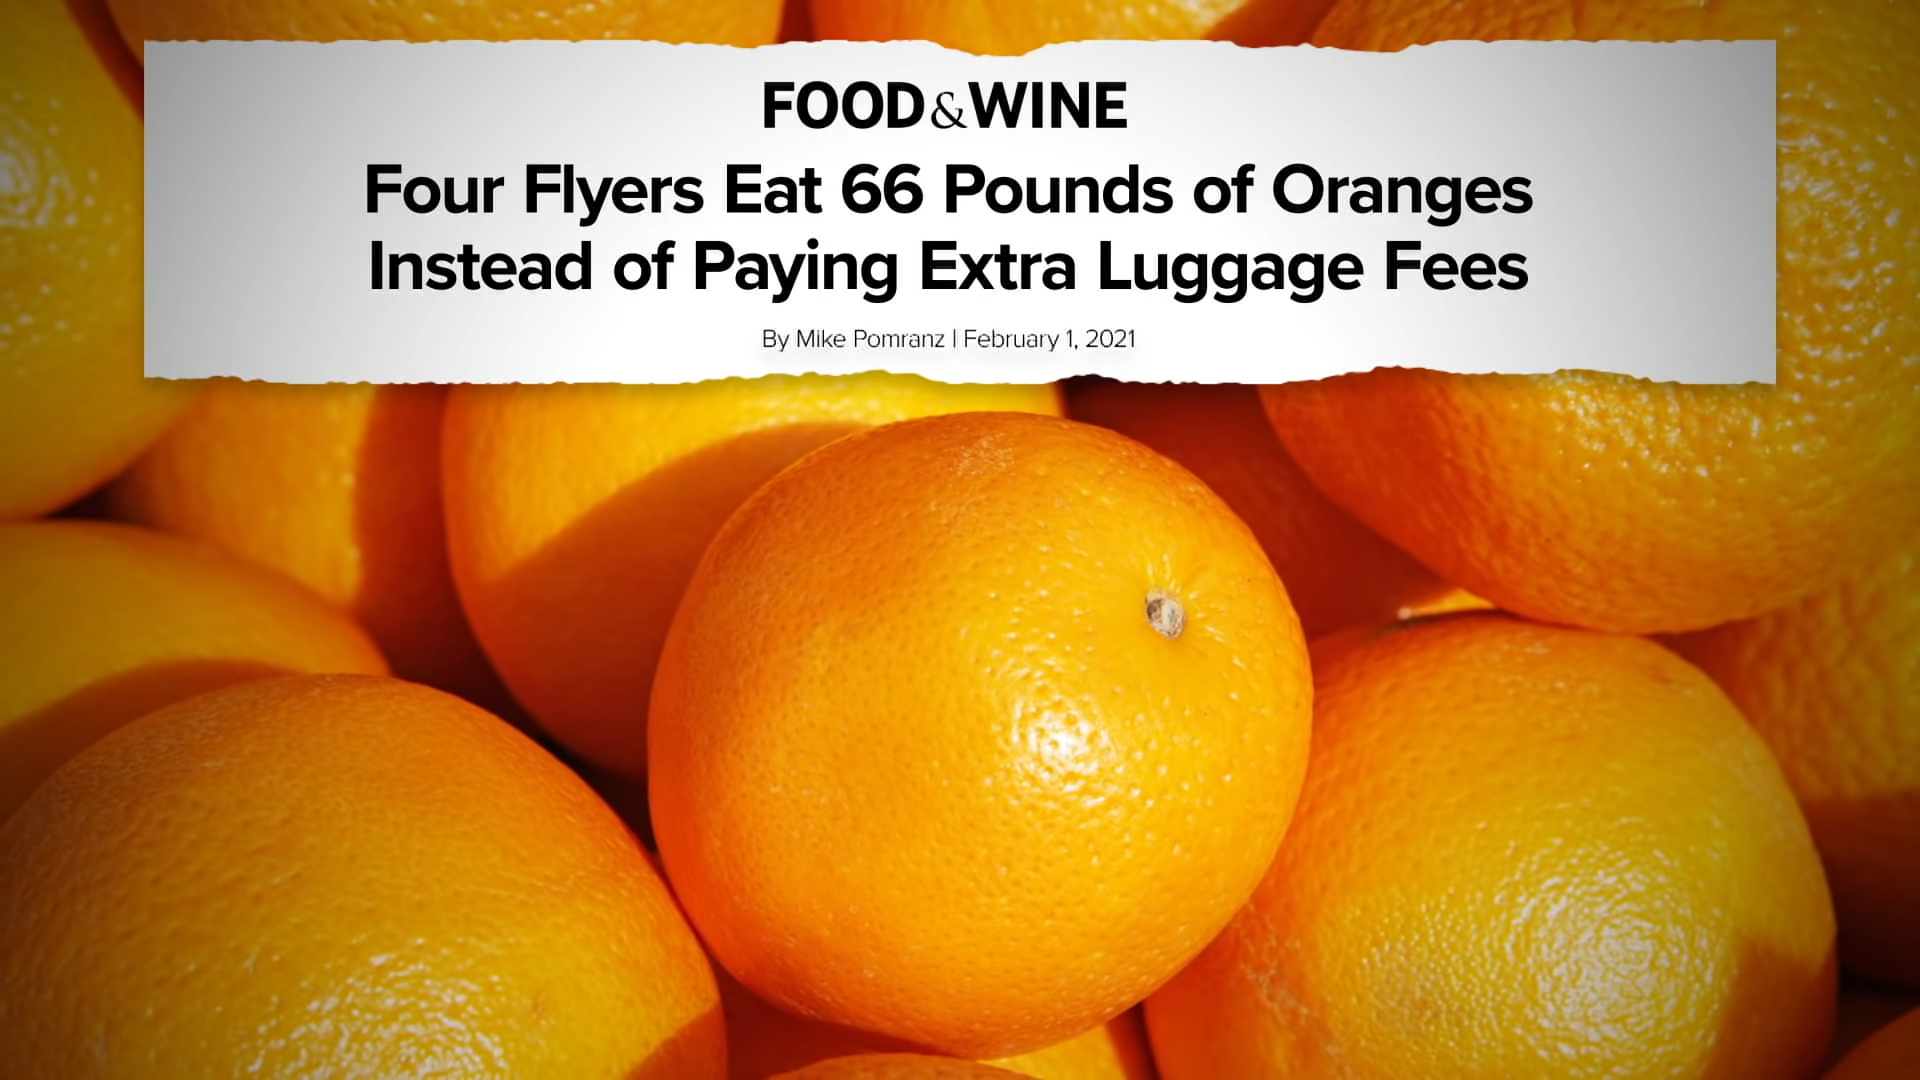 FOOD&WINE
Four Flyers Eat 66 Pounds of Oranges
Instead of Paying Extra Luggage Fees
By Mike Pomranz | February 1, 2021